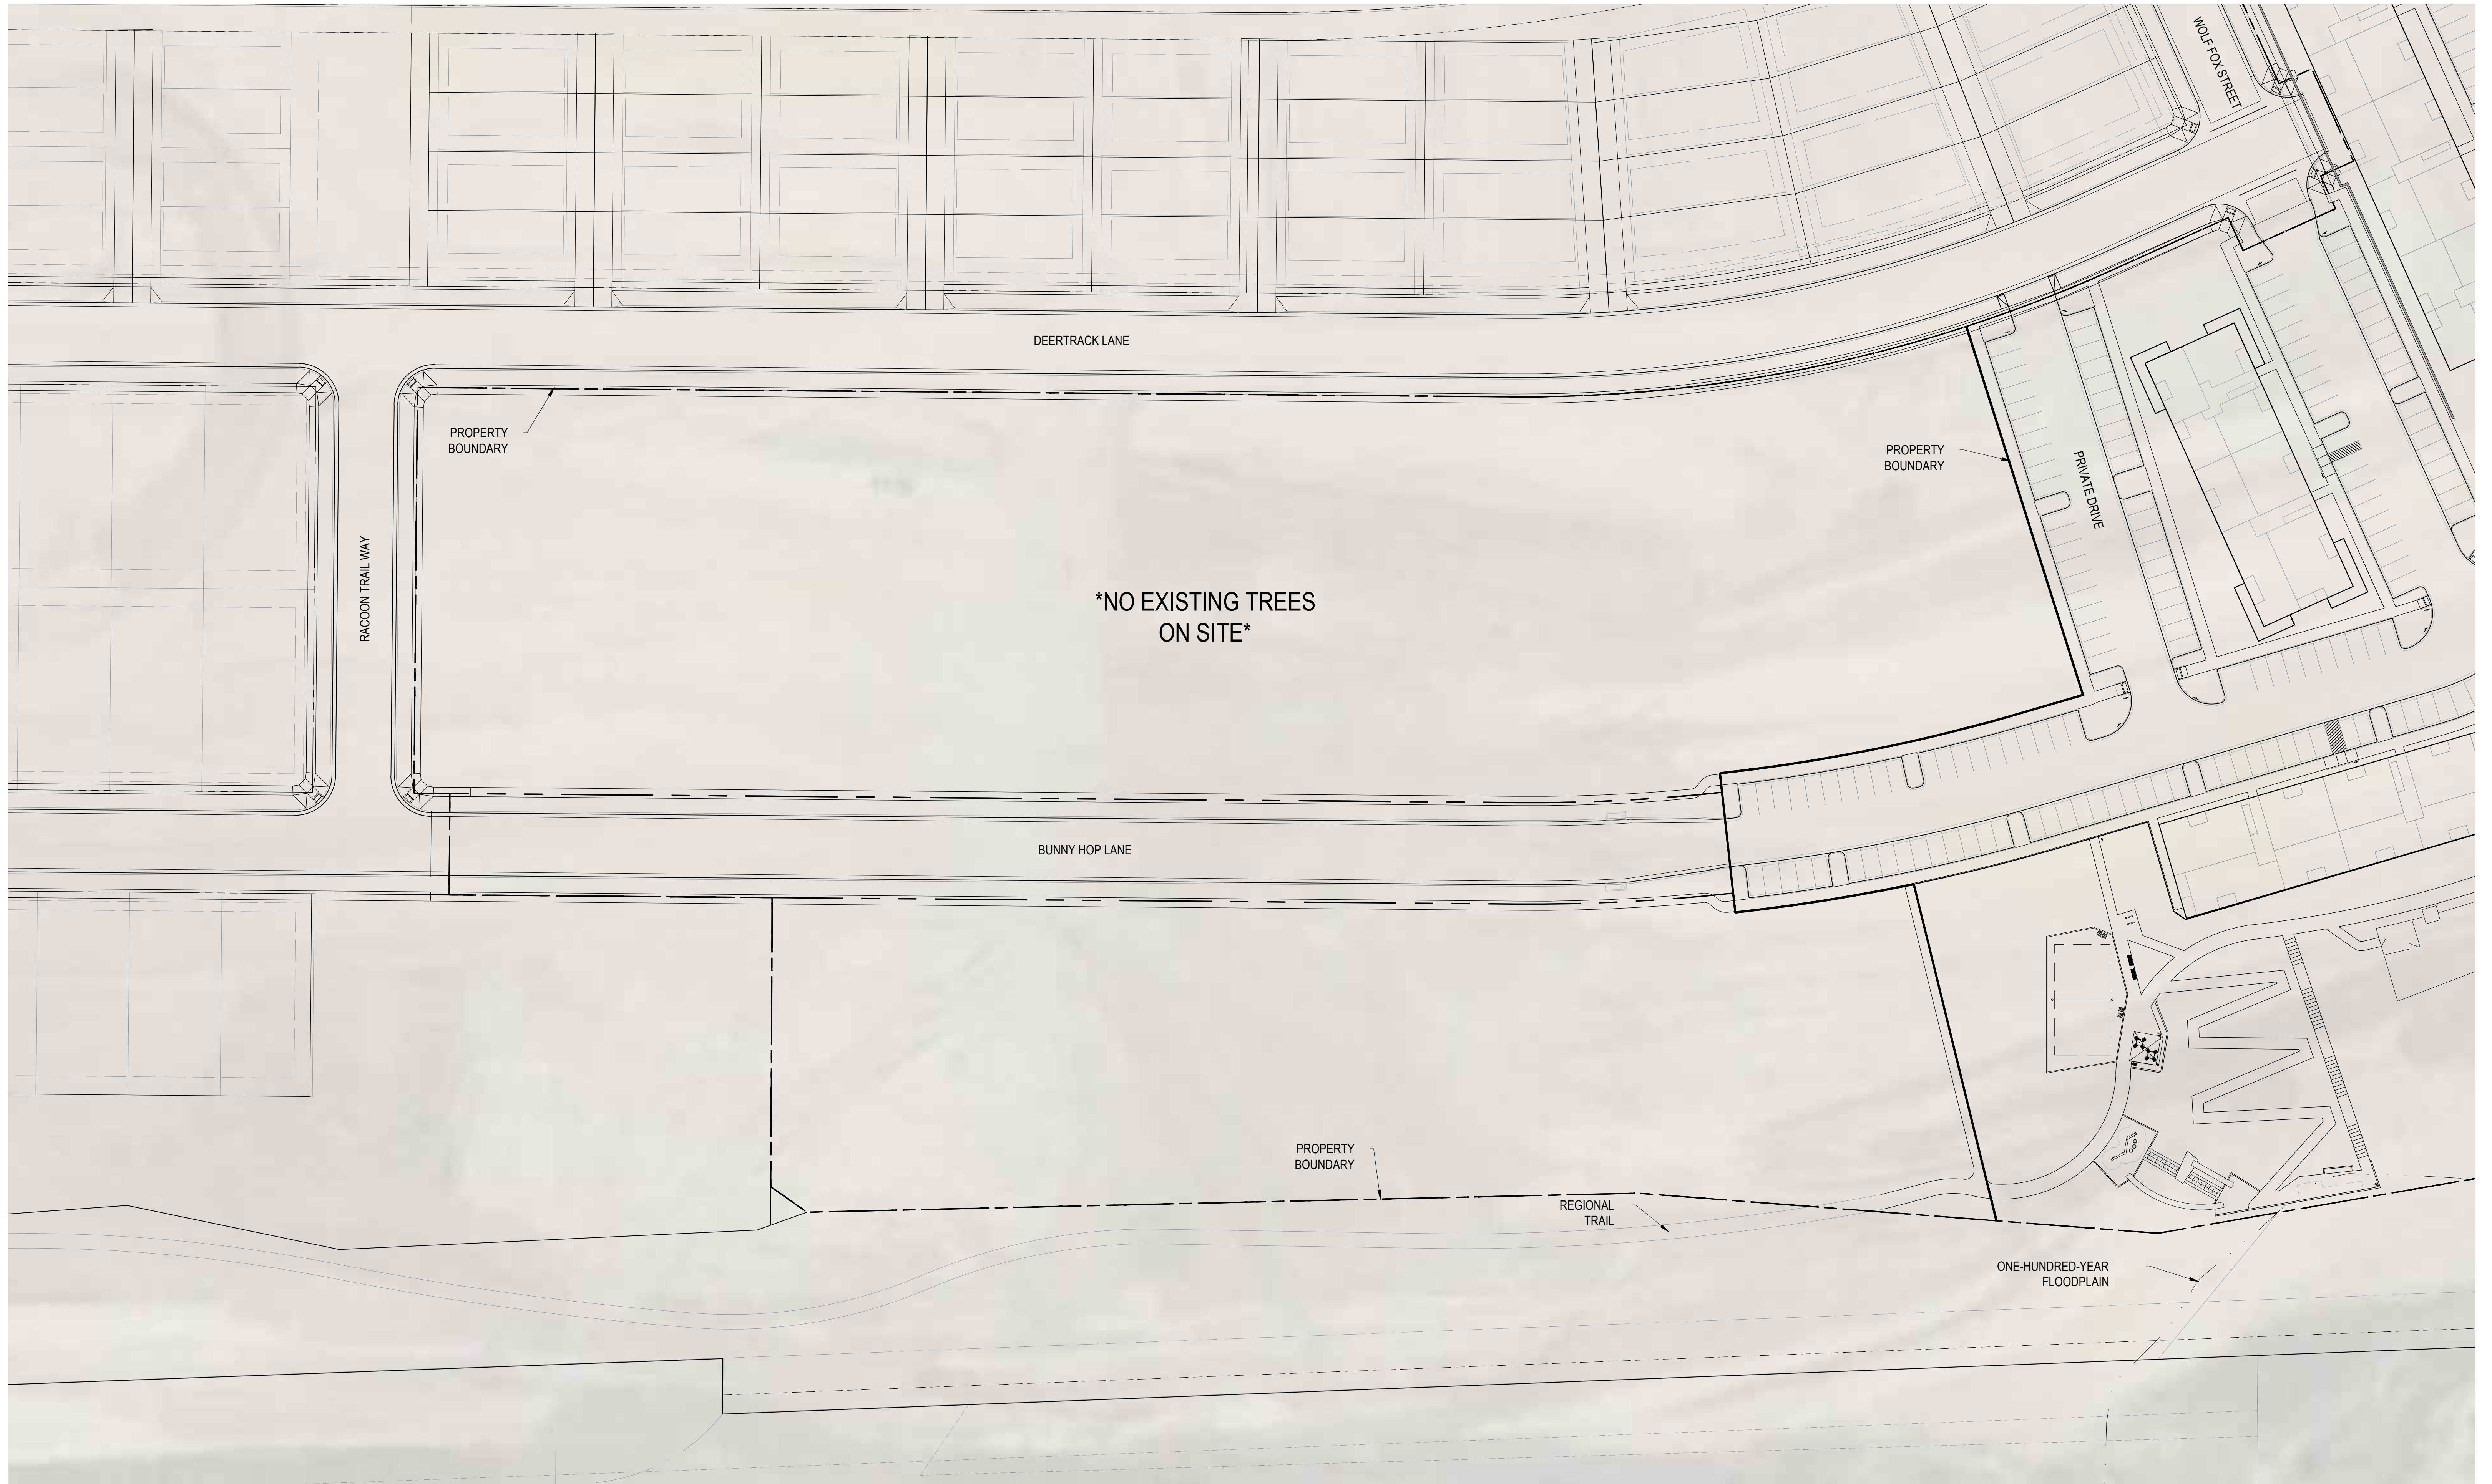 WOLF FOX STREET
DEERTRACK LANE
PROPERTY
BOUNDARY
PROPERTY
BOUNDARY
PRIVATE DRIVE
RACOON TRAIL WAY
*NO EXISTING TREES
ON SITE*
BUNNY HOP LANE
PROPERTY
BOUNDARY
REGIONAL
TRAIL
ONE-HUNDRED-YEAR
FLOODPLAIN